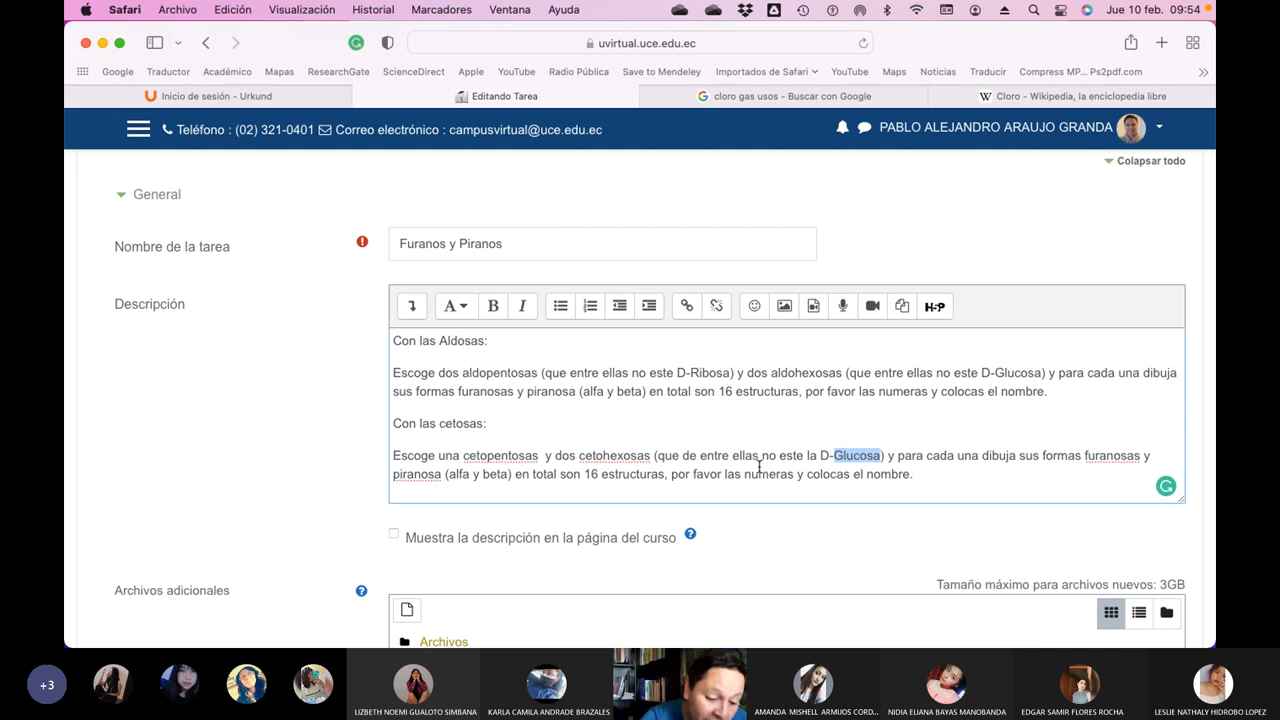 Safari Archivo Edición Visualización Historial Marcadores Ventana Ayuda Jue 10 feb. 09:54
uvirtual.uce.edu.ec
Google Traductor Académico Mapas ResearchGate ScienceDirect Apple YouTube Radio Pública Save to Mendeley Importados de Safari YouTube Maps Noticias Traducir Compress MP... Ps2pdf.com
Inicio de sesión - Urkund Editando Tarea cloro gas usos - Buscar con Google Cloro - Wikipedia, la enciclopedia libre
Teléfono : (02) 321-0401 Correo electrónico : campusvirtual@uce.edu.ec PABLO ALEJANDRO ARAUJO GRANDA
Colapsar todo
General
Nombre de la tarea Furanos y Piranos
Descripción
A B I H-P
Con las Aldosas:
Escoge dos aldopentosas (que entre ellas no este D-Ribosa) y dos aldohexosas (que entre ellas no este D-Glucosa) y para cada una dibuja
sus formas furanosas y piranosa (alfa y beta) en total son 16 estructuras, por favor las numeras y colocas el nombre.
Con las cetosas:
Escoge una cetopentosas y dos cetohexosas (que de entre ellas no este la D-Glucosa) y para cada una dibuja sus formas furanosas y
piranosa (alfa y beta) en total son 16 estructuras, por favor las numeras y colocas el nombre.
Muestra la descripción en la página del curso
Archivos adicionales Tamaño máximo para archivos nuevos: 3GB
Archivos
+3 LIZBETH NOEMI GUALOTO SIMBANA KARLA CAMILA ANDRADE BRAZALES AMANDA MISHELL ARMIJOS CORD... NIDIA ELIANA BAYAS MANOBANDA EDGAR SAMIR FLORES ROCHA LESLIE NATHALY HIDROBO LOPEZ